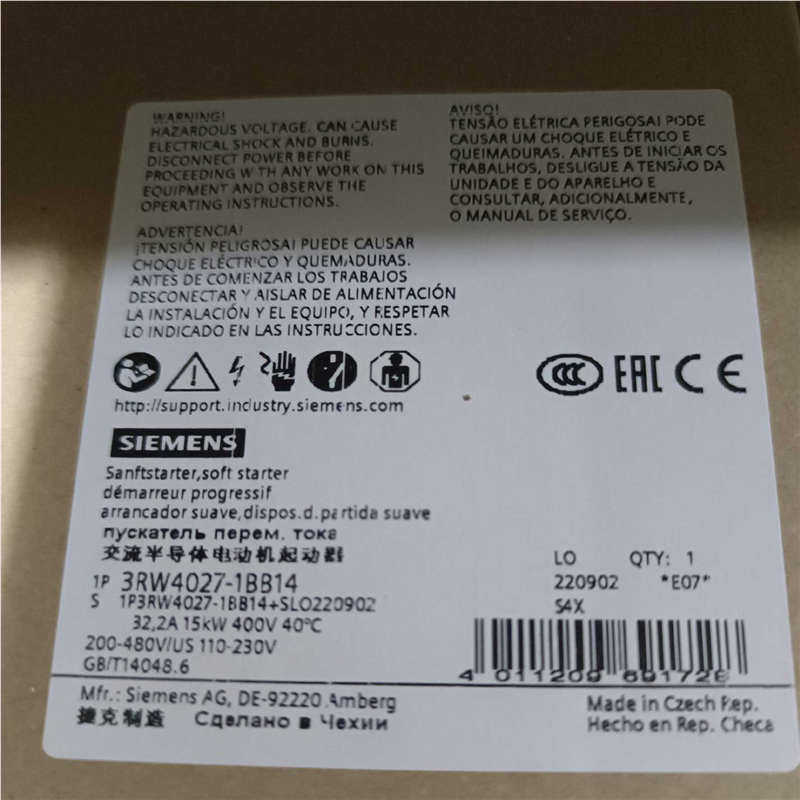 WARNING!
HAZARDOUS VOLTAGE. CAN CAUSE
ELECTRICAL SHOCK AND BURNS.
DISCONNECT POWER BEFORE
PROCEEDING WITH ANY WORK ON THIS
EQUIPMENT AND OBSERVE THE
OPERATING INSTRUCTIONS.
AVISO!
TENSÃO ELÉTRICA PERIGOSA! PODE
CAUSAR UM CHOQUE ELÉTRICO E
QUEIMADURAS. ANTES DE INICIAR OS
TRABALHOS, DESLIGUE A TENSÃO DA
UNIDADE E DO APARELHO E
CONSULTAR, ADICIONALMENTE,
O MANUAL DE SERVIÇO.
ADVERTENCIA!
¡TENSIÓN PELIGROSA! PUEDE CAUSAR
CHOQUE ELÉCTRICO Y QUEMADURAS.
ANTES DE COMENZAR LOS TRABAJOS
DESCONECTAR Y AISLAR DE ALIMENTACIÓN
LA INSTALACIÓN Y EL EQUIPO, Y RESPETAR
LO INDICADO EN LAS INSTRUCCIONES.
CCC EAC CE
http://support.industry.siemens.com
SIEMENS
Sanftstarter,soft starter
démarreur progressif
arrancador suave,dispos.d.partida suave
пускатель перем. тока
交流半导体电动机起动器
1P 3RW4027-1BB14
S 1P3RW4027-1BB14+SLO220902
32,2A 15kW 400V 40°C
200-480V/US 110-230V
GB/T14048.6
LO QTY: 1
220902 *E07*
S4X
4 011209 691726
Mfr.: Siemens AG, DE-92220 Amberg
捷克制造 Сделано в Чехии
Made in Czech Rep.
Hecho en Rep. Checa